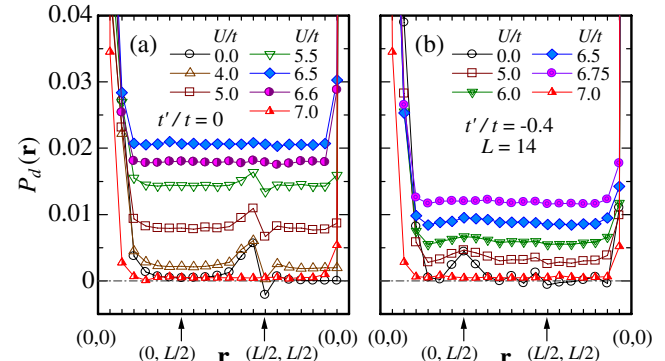 0.04
0.03
0.02
0.01
0
P_d(r)
(a)
U/t U/t
0.0 5.5
4.0 6.5
5.0 6.6
7.0
t'/t = 0
(b)
U/t U/t
0.0 6.5
5.0 6.75
6.0 7.0
t'/t = -0.4
L = 14
(0,0) (0, L/2) r (L/2, L/2) (0,0)
(0,0) (0, L/2) r (L/2, L/2) (0,0)